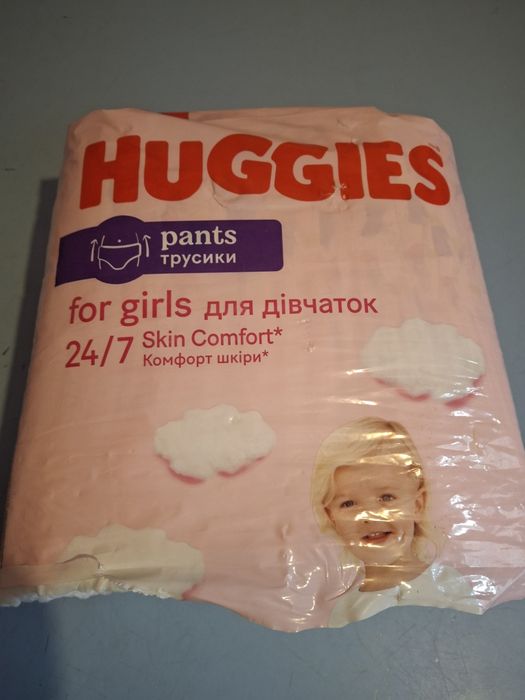 HUGGIES
pants
трусики
for girls для дівчаток
24/7 Skin Comfort*
Комфорт шкіри*